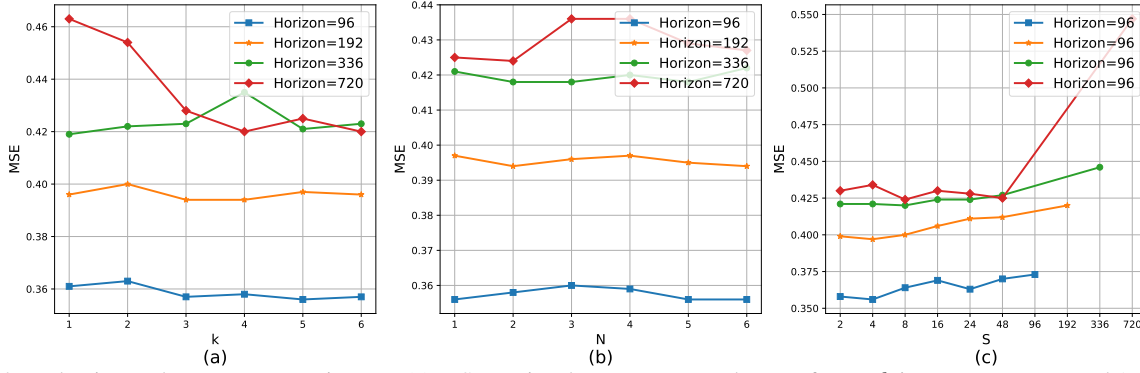 0.46
0.44
0.42
0.40
0.38
0.36
MSE
1 2 3 4 5 6
k
(a)
Horizon=96
Horizon=192
Horizon=336
Horizon=720
0.44
0.43
0.42
0.41
0.40
0.39
0.38
0.37
0.36
MSE
1 2 3 4 5 6
N
(b)
Horizon=96
Horizon=192
Horizon=336
Horizon=720
0.550
0.525
0.500
0.475
0.450
0.425
0.400
0.375
0.350
MSE
2 4 8 16 24 48 96 192 336 720
S
(c)
Horizon=96
Horizon=96
Horizon=96
Horizon=96